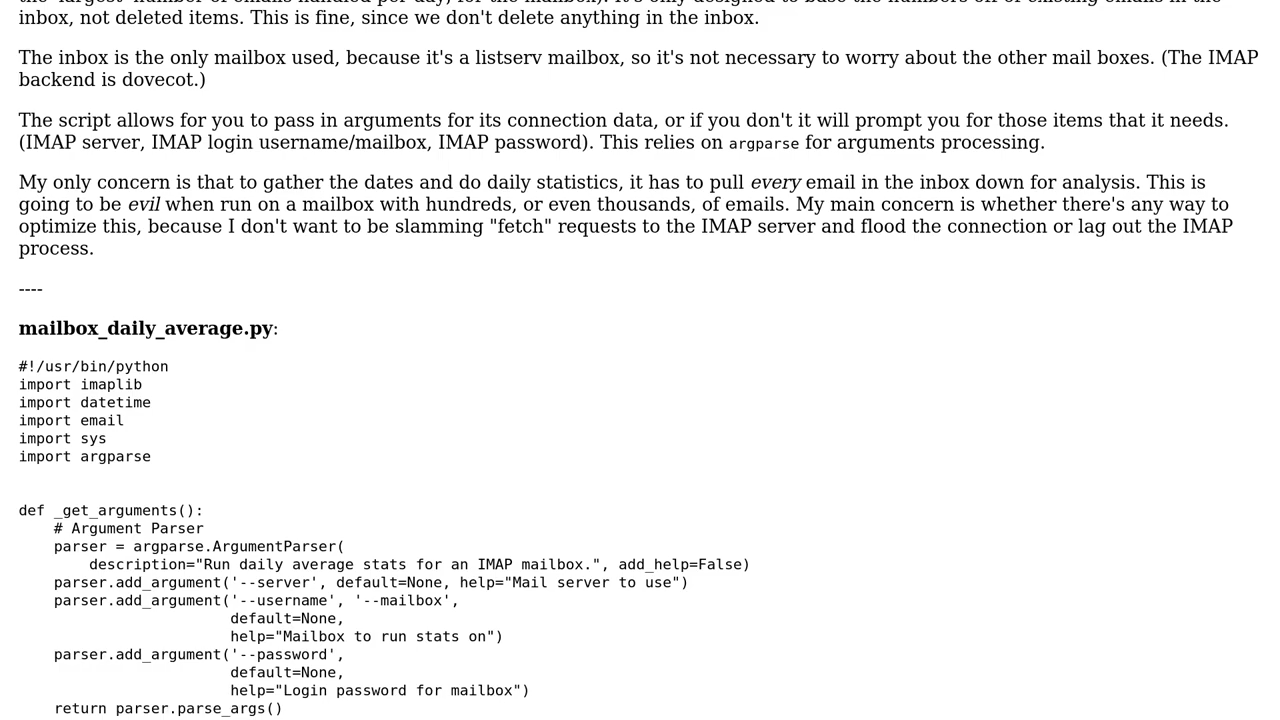 inbox, not deleted items. This is fine, since we don't delete anything in the inbox.
The inbox is the only mailbox used, because it's a listserv mailbox, so it's not necessary to worry about the other mail boxes. (The IMAP
backend is dovecot.)
The script allows for you to pass in arguments for its connection data, or if you don't it will prompt you for those items that it needs.
(IMAP server, IMAP login username/mailbox, IMAP password). This relies on argparse for arguments processing.
My only concern is that to gather the dates and do daily statistics, it has to pull every email in the inbox down for analysis. This is
going to be evil when run on a mailbox with hundreds, or even thousands, of emails. My main concern is whether there's any way to
optimize this, because I don't want to be slamming "fetch" requests to the IMAP server and flood the connection or lag out the IMAP
process.
----
mailbox_daily_average.py:
#!/usr/bin/python
import imaplib
import datetime
import email
import sys
import argparse
def _get_arguments():
    # Argument Parser
    parser = argparse.ArgumentParser(
        description="Run daily average stats for an IMAP mailbox.", add_help=False)
    parser.add_argument('--server', default=None, help="Mail server to use")
    parser.add_argument('--username', '--mailbox',
                        default=None,
                        help="Mailbox to run stats on")
    parser.add_argument('--password',
                        default=None,
                        help="Login password for mailbox")
    return parser.parse_args()